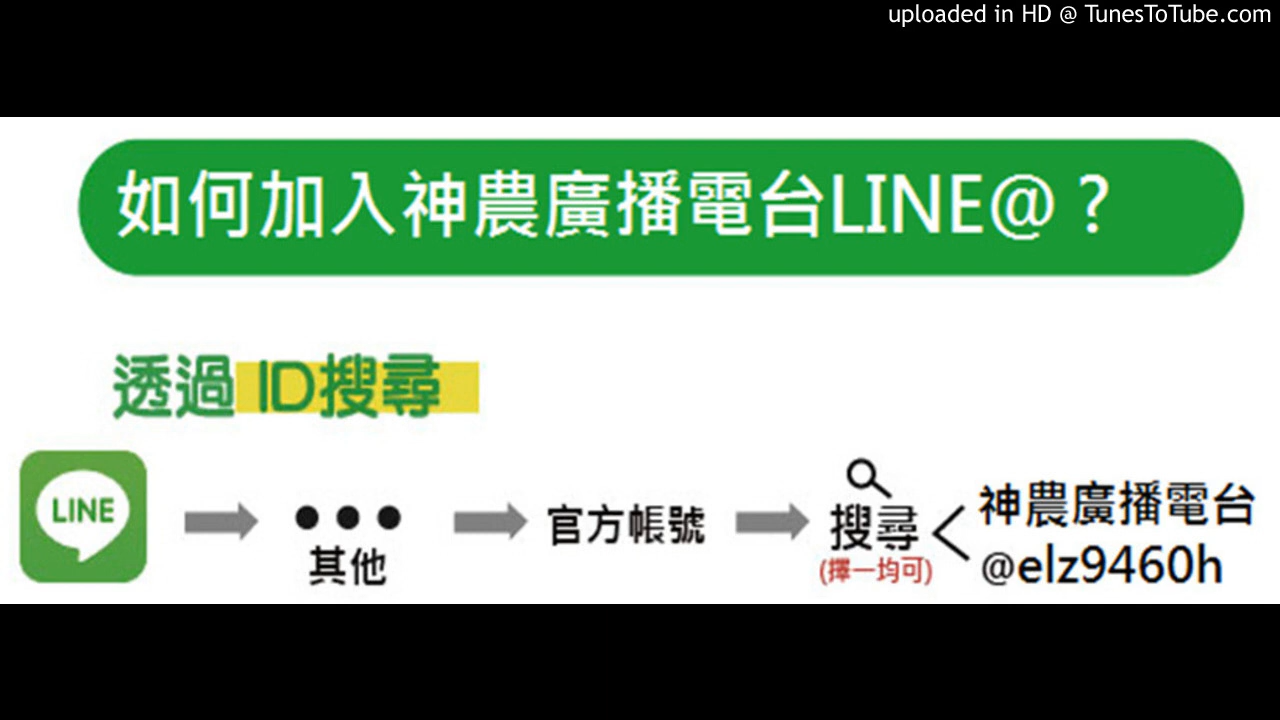 uploaded in HD @ TunesToTube.com
如何加入神農廣播電台LINE@？
透過 ID搜尋
LINE
其他
官方帳號
搜尋
(擇一均可)
神農廣播電台
@elz9460h